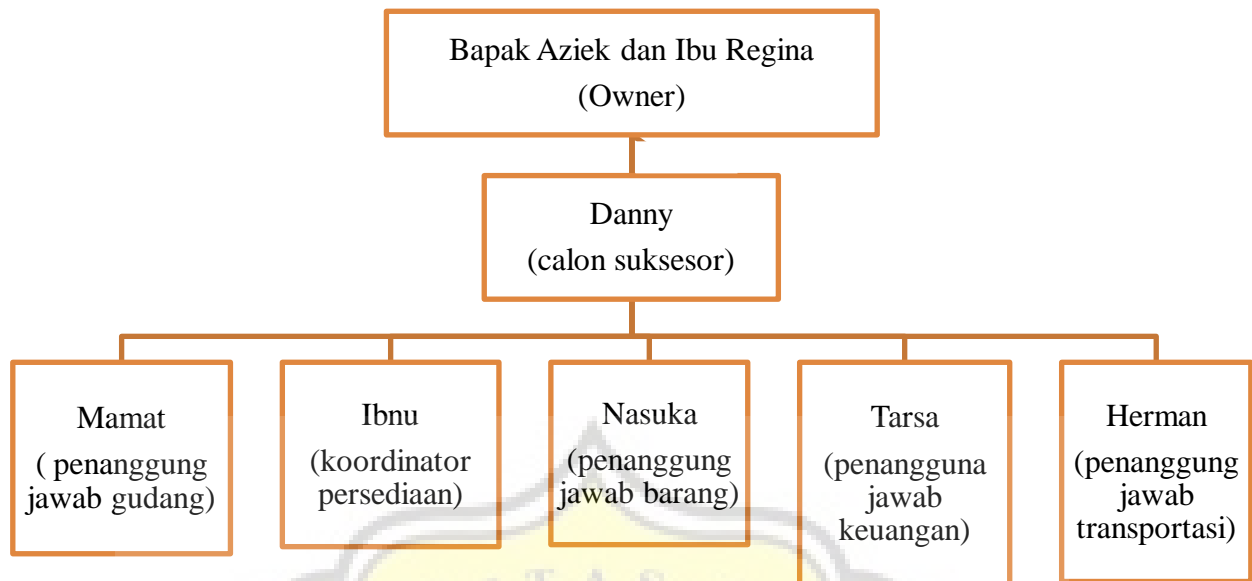 Bapak Aziek dan Ibu Regina
(Owner)
Danny
(calon suksesor)
Mamat
( penanggung
jawab gudang)
Ibnu
(koordinator
persediaan)
Nasuka
(penanggung
jawab barang)
Tarsa
(penangguna
jawab
keuangan)
Herman
(penanggung
jawab
transportasi)